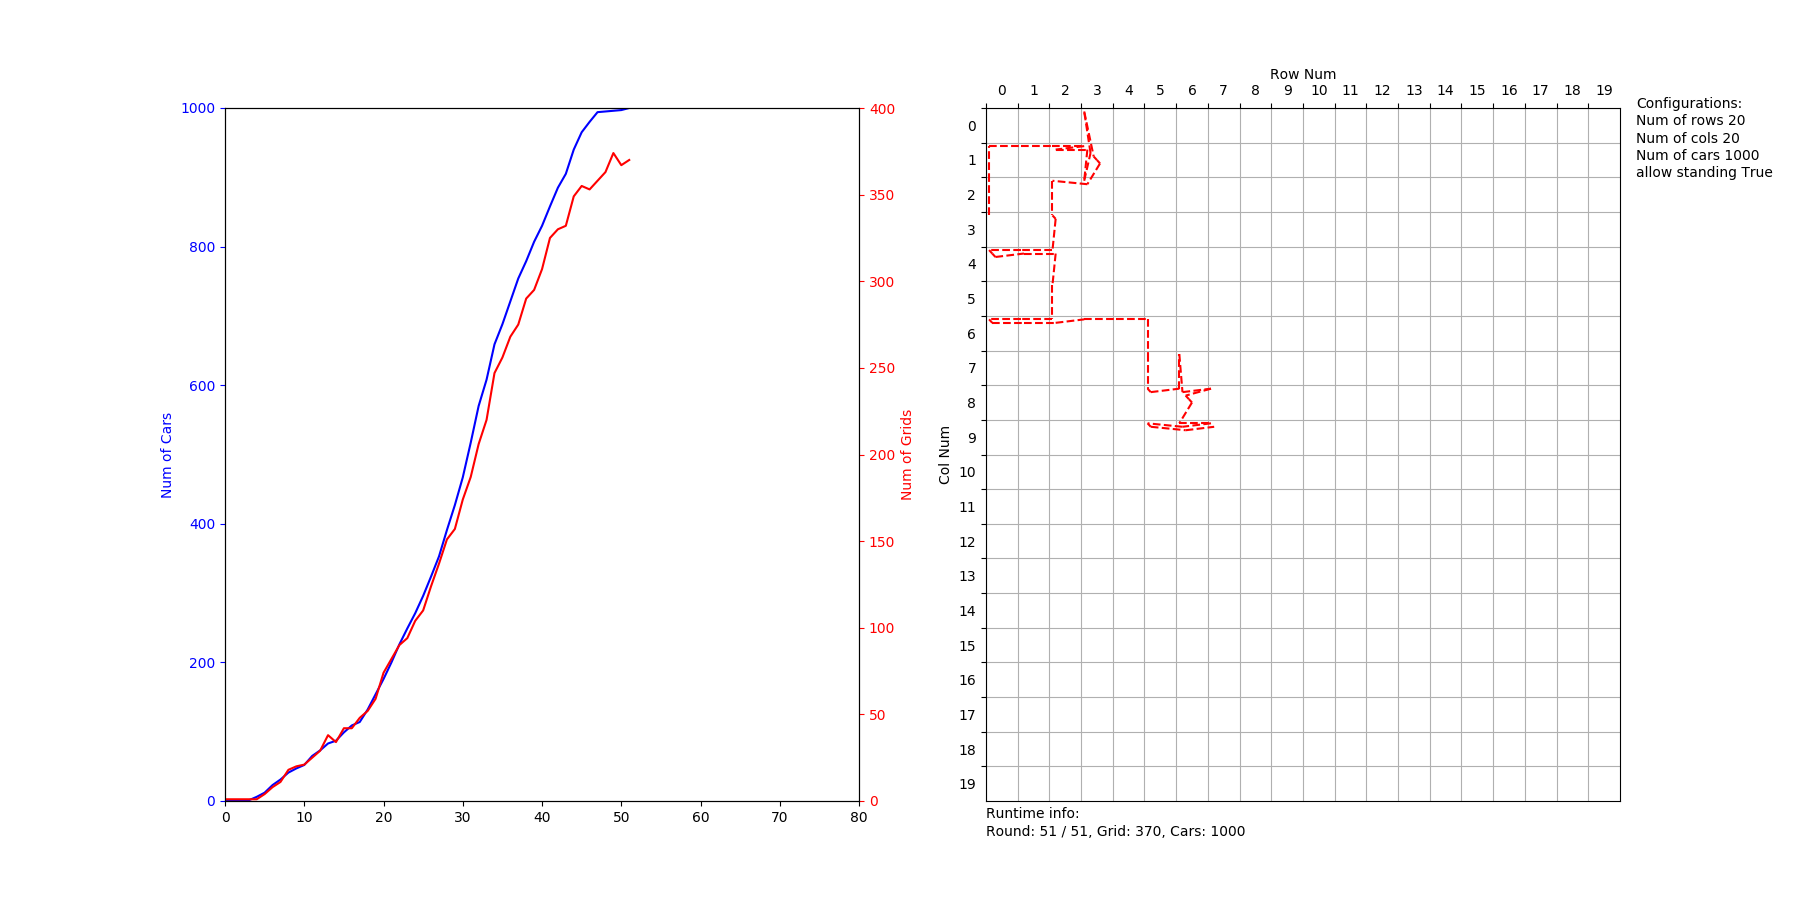 1000
800
600
400
200
0
Num of Cars
0 10 20 30 40 50 60 70 80
400
350
300
250
200
150
100
50
0
Num of Grids
Row Num
0 1 2 3 4 5 6 7 8 9 10 11 12 13 14 15 16 17 18 19
Col Num
0
1
2
3
4
5
6
7
8
9
10
11
12
13
14
15
16
17
18
19
Configurations:
Num of rows 20
Num of cols 20
Num of cars 1000
allow standing True
Runtime info:
Round: 51 / 51, Grid: 370, Cars: 1000